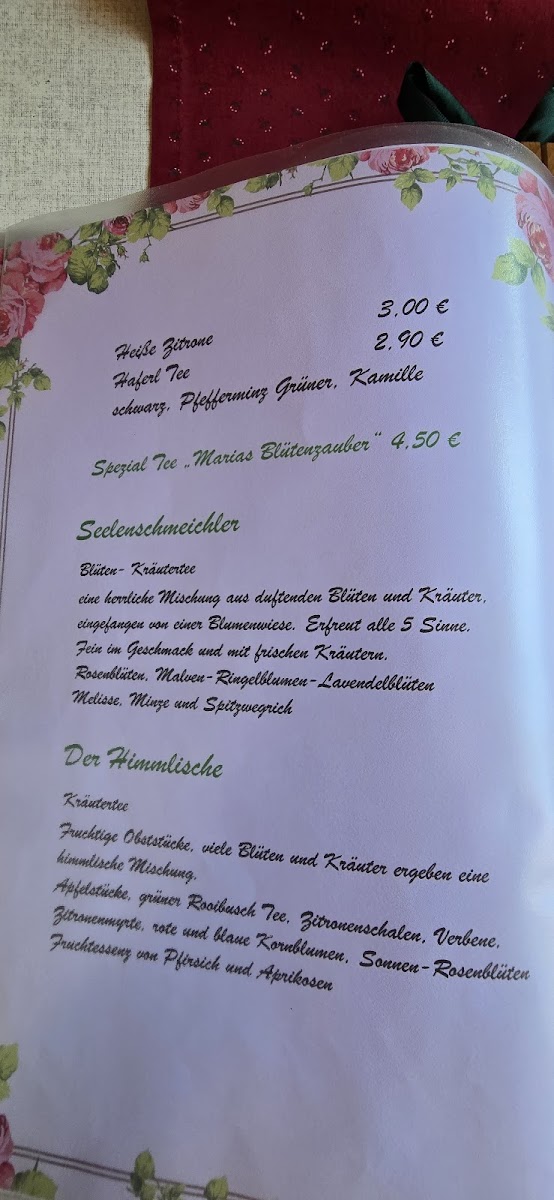 Heiße Zitrone 3,00 €
Haferl Tee 2,90 €
schwarz, Pfefferminz Grüner, Kamille
Spezial Tee „Marias Blütenzauber“ 4,50 €
Seelenschmeichler
Blüten- Kräutertee
eine herrliche Mischung aus duftenden Blüten und Kräuter,
eingefangen von einer Blumenwiese. Erfreut alle 5 Sinne.
Fein im Geschmack und mit frischen Kräutern.
Rosenblüten, Malven-Ringelblumen-Lavendelblüten
Melisse, Minze und Spitzwegrich
Der Himmlische
Kräutertee
Fruchtige Obststücke, viele Blüten und Kräuter ergeben eine
himmlische Mischung.
Apfelstücke, grüner Rooibusch Tee, Zitronenschalen, Verbene,
Zitronenmyrte, rote und blaue Kornblumen, Sonnen-Rosenblüten
Fruchtessenz von Pfirsich und Aprikosen